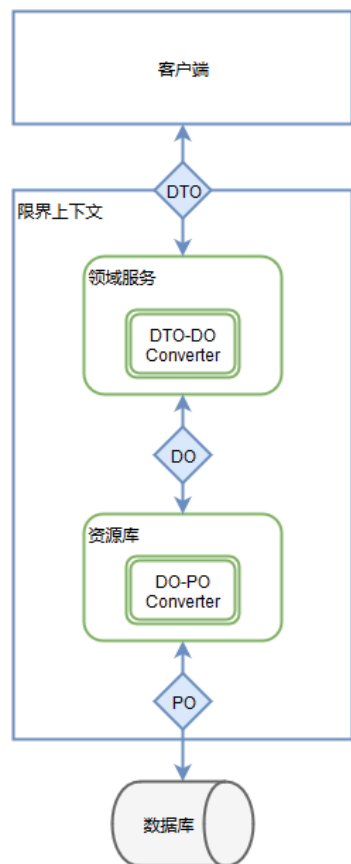 客户端
DTO
限界上下文
领域服务
DTO-DO
Converter
DO
资源库
DO-PO
Converter
PO
数据库